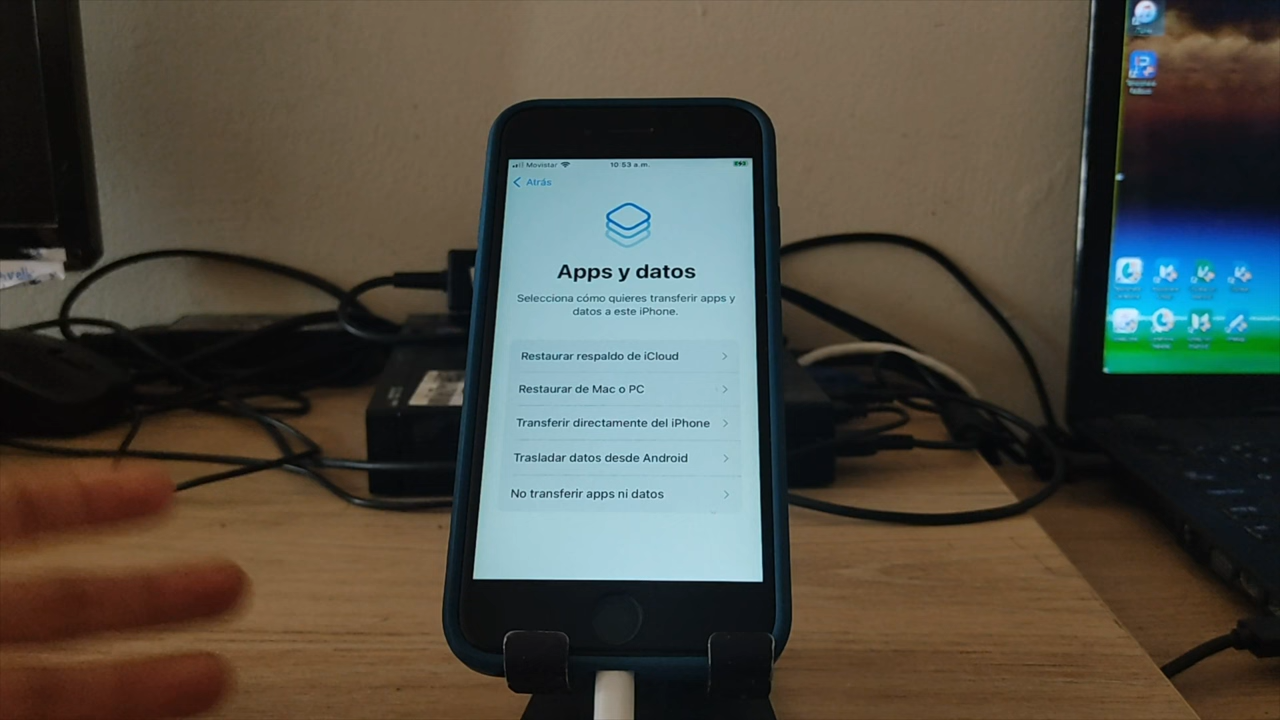 Movistar
10:53 a.m.
Atrás
Apps y datos
Selecciona cómo quieres transferir apps y
datos a este iPhone.
Restaurar respaldo de iCloud
Restaurar de Mac o PC
Transferir directamente del iPhone
Trasladar datos desde Android
No transferir apps ni datos